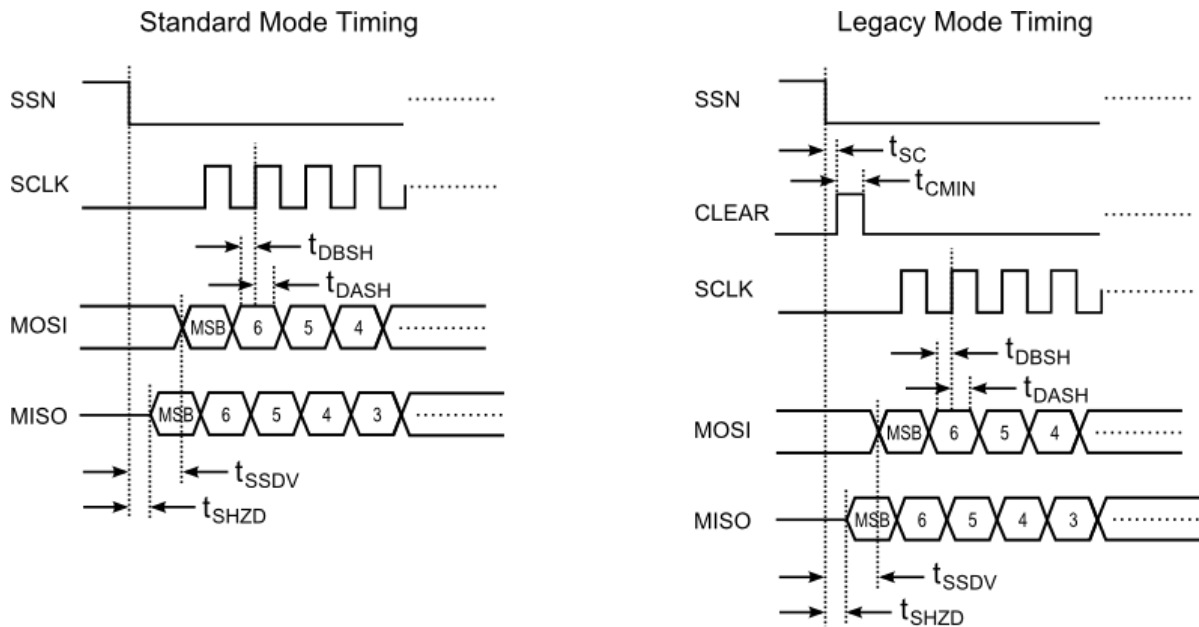 Standard Mode Timing
SSN
SCLK
tDBSH
tDASH
MOSI
MSB 6 5 4
MISO
MSB 6 5 4 3
tSSDV
tSHZD
Legacy Mode Timing
SSN
tSC
tCMIN
CLEAR
SCLK
tDBSH
tDASH
MOSI
MSB 6 5 4
MISO
MSB 6 5 4 3
tSSDV
tSHZD